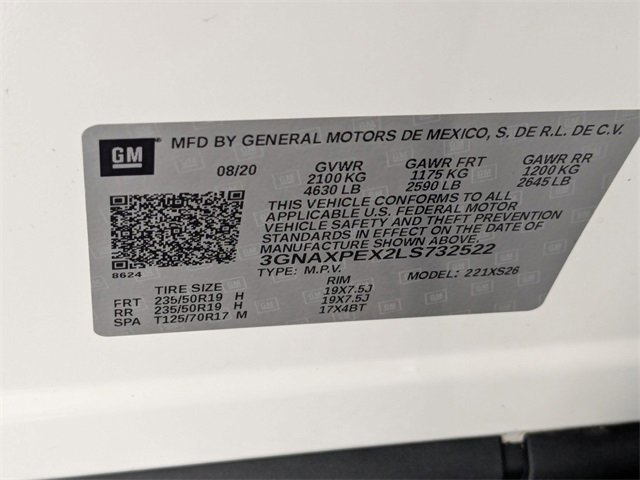 GM MFD BY GENERAL MOTORS DE MEXICO, S. DE R.L. DE C.V.
08/20 GVWR GAWR FRT GAWR RR
2100 KG 1175 KG 1200 KG
4630 LB 2590 LB 2645 LB
THIS VEHICLE CONFORMS TO ALL
APPLICABLE U.S. FEDERAL MOTOR
VEHICLE SAFETY AND THEFT PREVENTION
STANDARDS IN EFFECT ON THE DATE OF
MANUFACTURE SHOWN ABOVE.
3GNAXPEX2LS732522
8624
TYPE: M.P.V. MODEL: 221XS26
TIRE SIZE RIM
FRT 235/50R19 H 19X7.5J
RR 235/50R19 H 19X7.5J
SPA T125/70R17 M 17X4BT